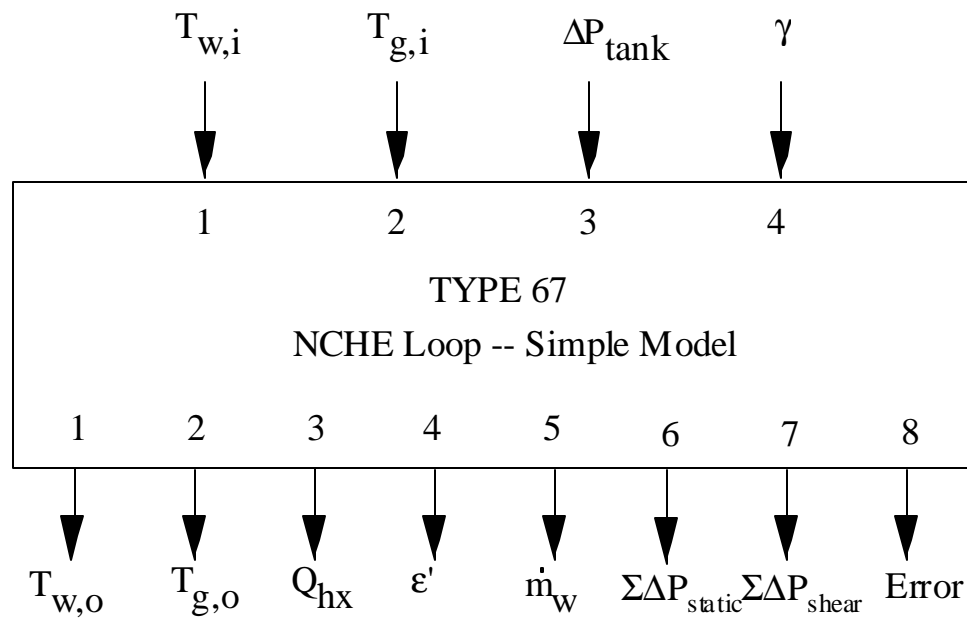 T_w,i T_g,i ΔP_tank γ
1 2 3 4
TYPE 67
NCHE Loop -- Simple Model
1 2 3 4 5 6 7 8
T_w,o T_g,o Q_hx ε' ṁ_w ΣΔP_static ΣΔP_shear Error